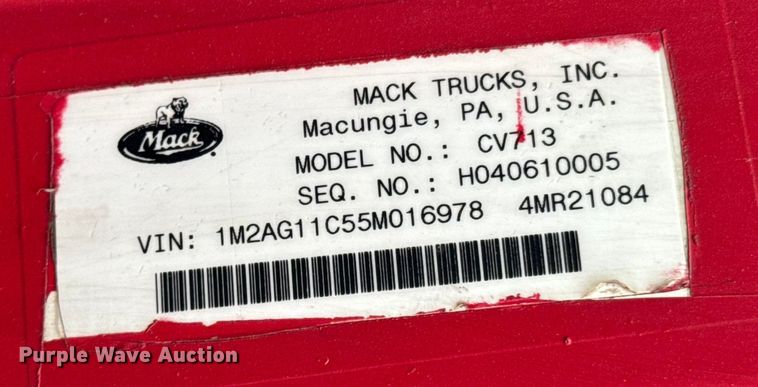 MACK TRUCKS, INC.
Macungie, PA, U.S.A.
Mack
MODEL NO.: CV713
SEQ. NO.: H040610005
VIN: 1M2AG11C55M016978 4MR21084
Purple Wave Auction